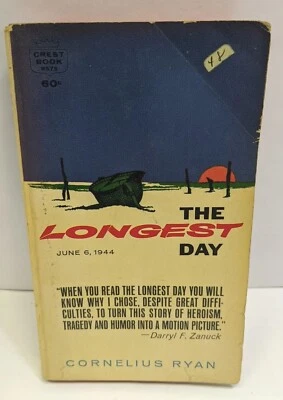 CREST
BOOK
60¢
THE
LONGEST
JUNE 6, 1944
DAY
"WHEN YOU READ THE LONGEST DAY YOU WILL
KNOW WHY I CHOSE, DESPITE GREAT DIFFI-
CULTIES, TO TURN THIS STORY OF HEROISM,
TRAGEDY AND HUMOR INTO A MOTION PICTURE."
—Darryl F. Zanuck
CORNELIUS RYAN